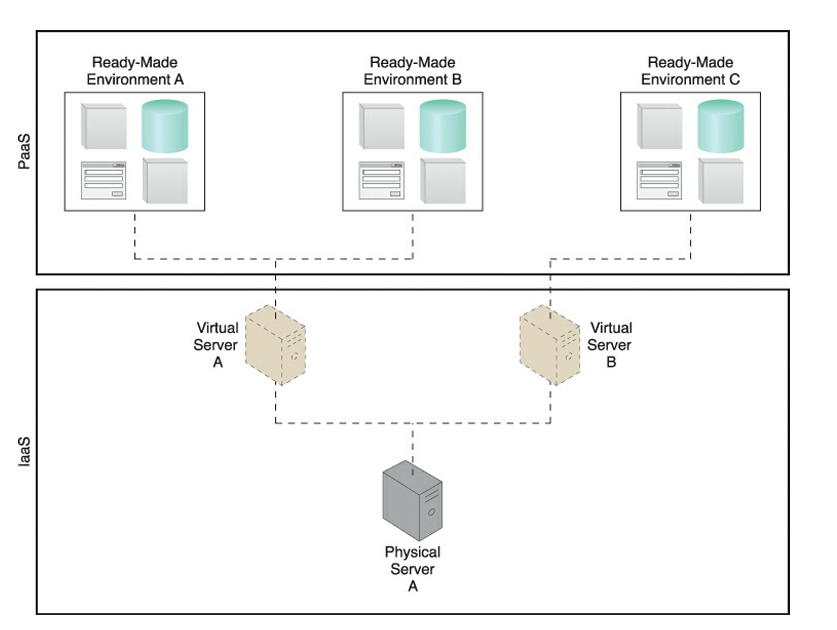 Ready-Made
Environment A
Ready-Made
Environment B
Ready-Made
Environment C
PaaS
Virtual
Server
A
Virtual
Server
B
IaaS
Physical
Server
A